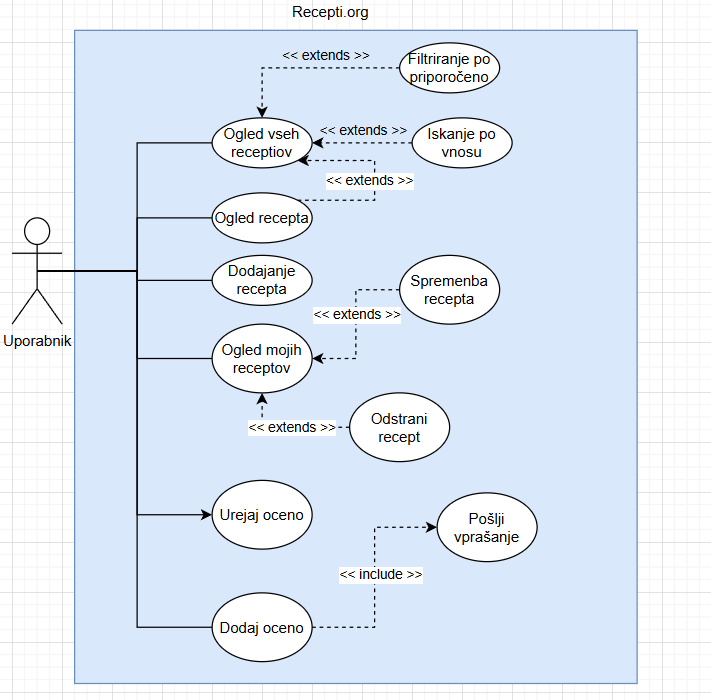 Recepti.org
<< extends >>
Filtriranje po
priporočeno
Ogled vseh
receptiov
<< extends >>
Iskanje po
vnosu
<< extends >>
Ogled recepta
Dodajanje
recepta
Spremenba
recepta
<< extends >>
Uporabnik
Ogled mojih
receptov
<< extends >>
Odstrani
recept
Urejaj oceno
Pošlji
vprašanje
<< include >>
Dodaj oceno